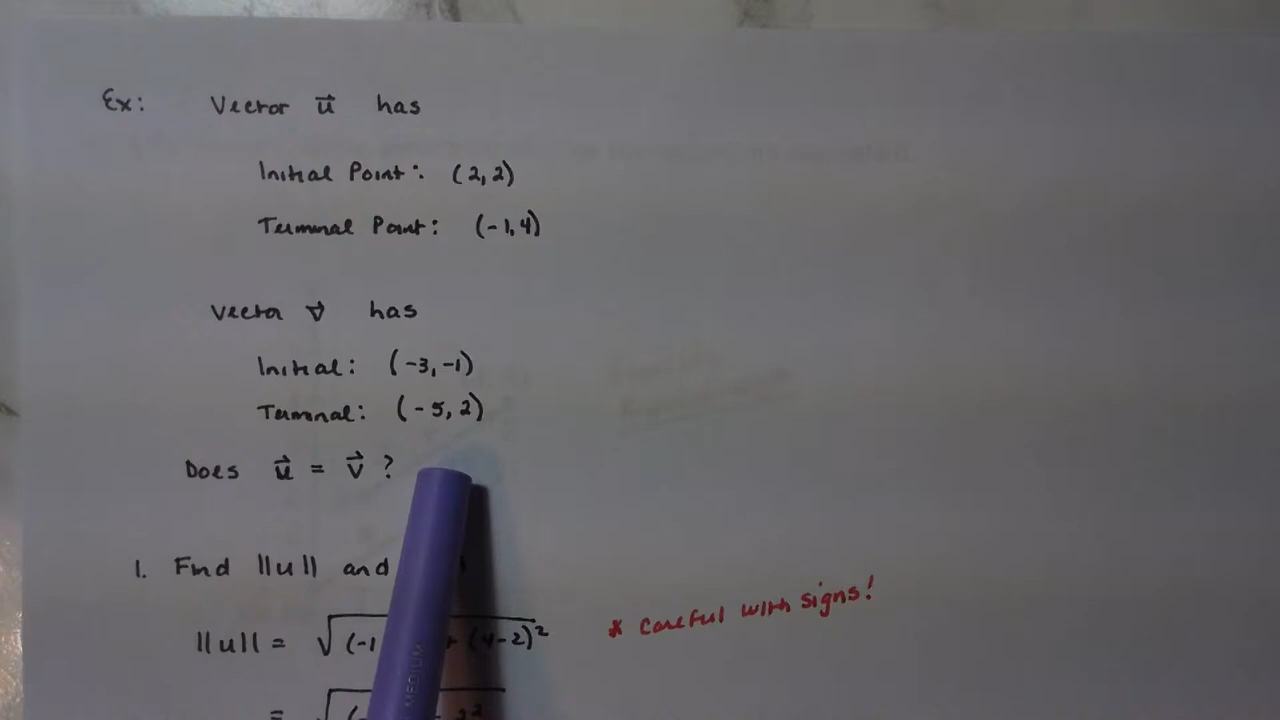 Ex: Vector u⃗ has
Initial Point: (2,2)
Terminal Point: (-1,4)
Vector v⃗ has
Initial: (-3,-1)
Terminal: (-5,2)
Does u⃗ = v⃗ ?
1. Find ||u|| and
||u|| = √(-1 + (4-2)²
* careful with signs!
= √( 2²
MEDIUM